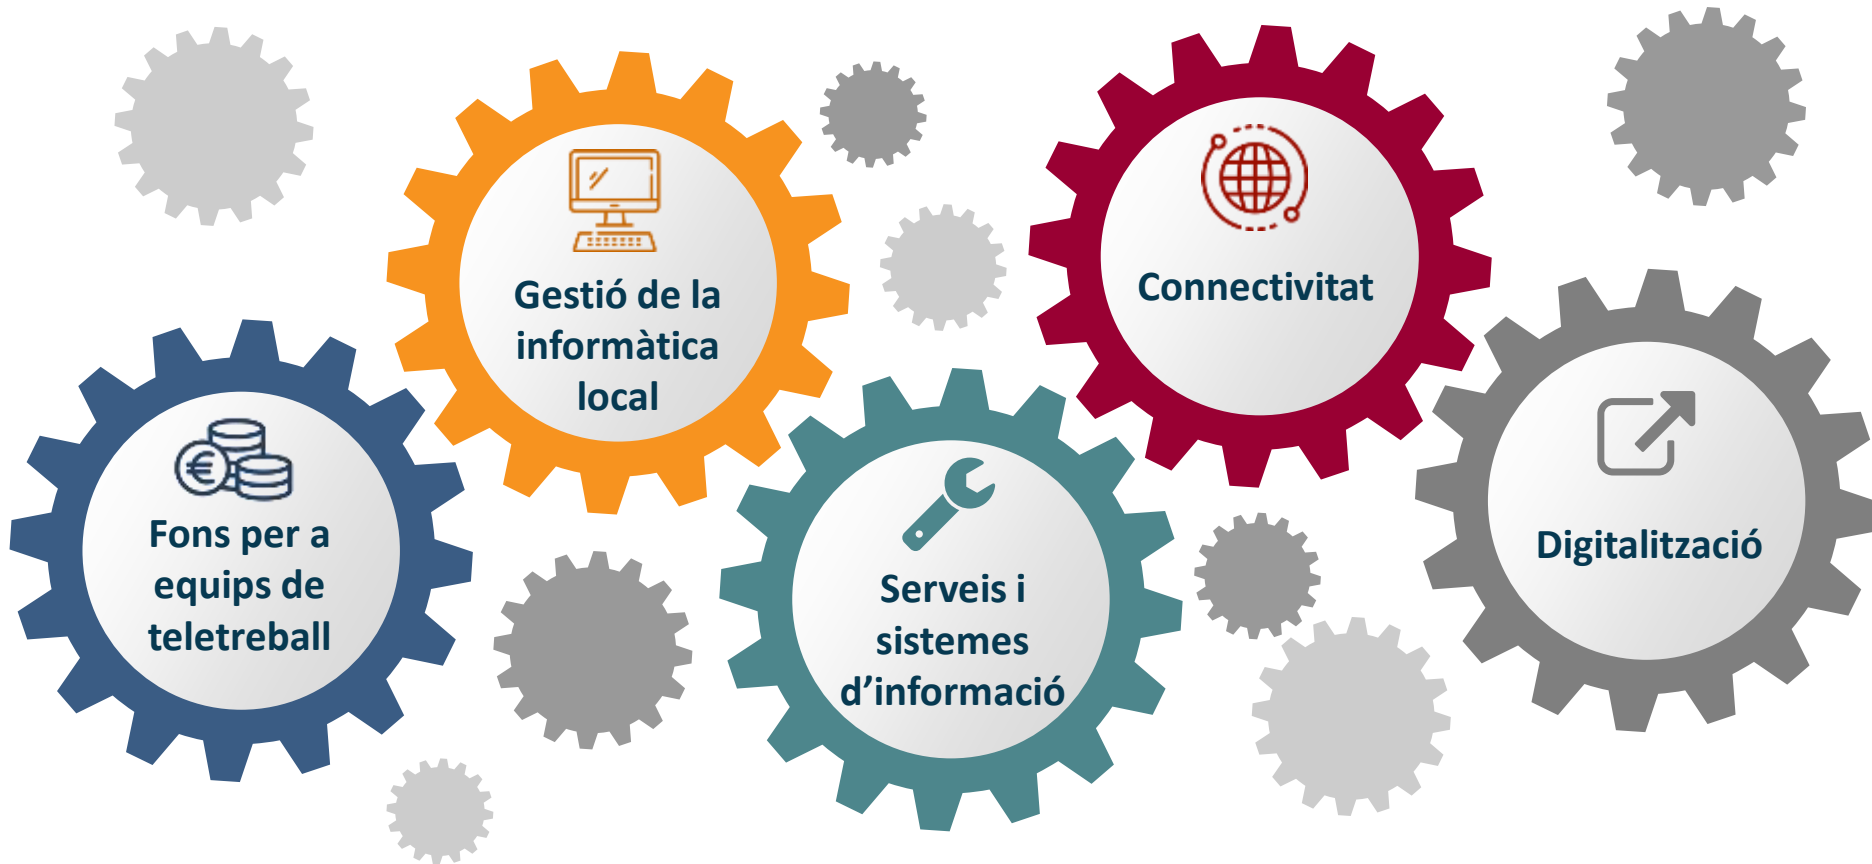 Fons per a
equips de
teletreball
Gestió de la
informàtica
local
Serveis i
sistemes
d’informació
Connectivitat
Digitalització